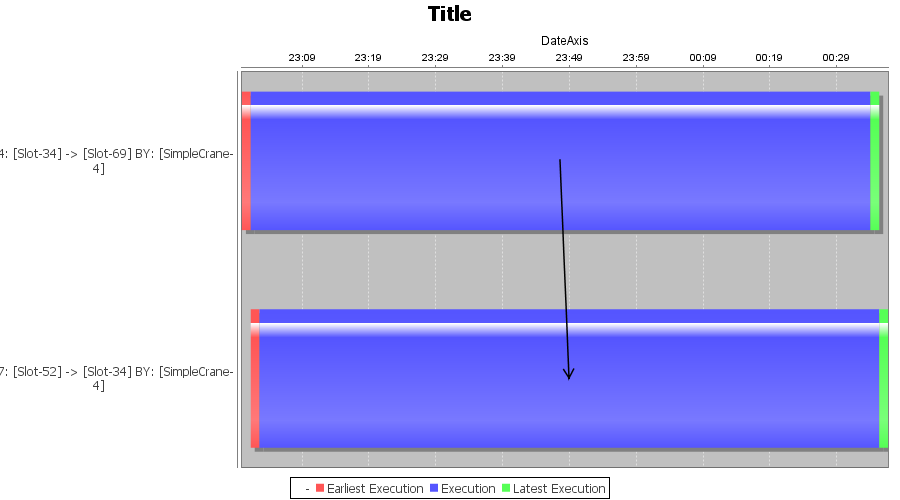 Title
DateAxis
23:09 23:19 23:29 23:39 23:49 23:59 00:09 00:19 00:29
4: [Slot-34] -> [Slot-69] BY: [SimpleCrane-
4]
7: [Slot-52] -> [Slot-34] BY: [SimpleCrane-
4]
- Earliest Execution Execution Latest Execution